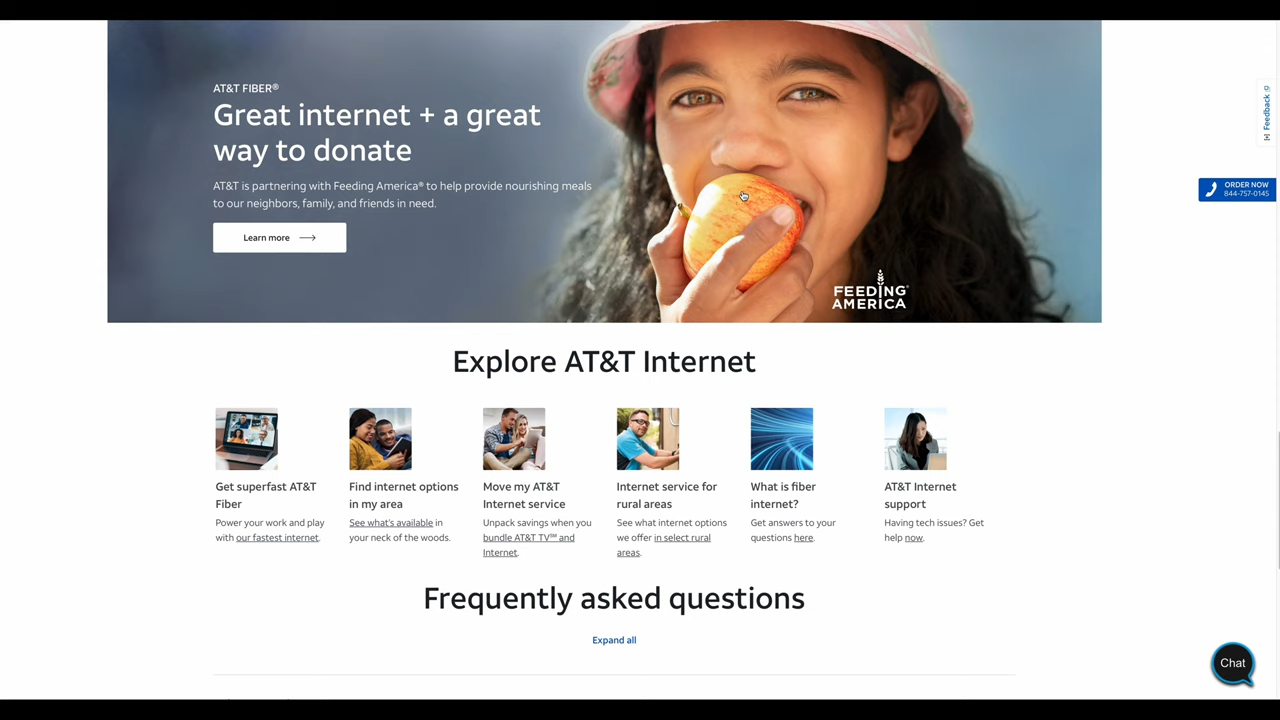 AT&T FIBER®
Great internet + a great
way to donate
AT&T is partnering with Feeding America® to help provide nourishing meals
to our neighbors, family, and friends in need.
Learn more
FEEDING
AMERICA®
Feedback
ORDER NOW
844-757-0145
Explore AT&T Internet
Get superfast AT&T
Fiber
Power your work and play
with our fastest internet.
Find internet options
in my area
See what's available in
your neck of the woods.
Move my AT&T
Internet service
Unpack savings when you
bundle AT&T TV℠ and
Internet.
Internet service for
rural areas
See what internet options
we offer in select rural
areas.
What is fiber
internet?
Get answers to your
questions here.
AT&T Internet
support
Having tech issues? Get
help now.
Frequently asked questions
Expand all
Chat